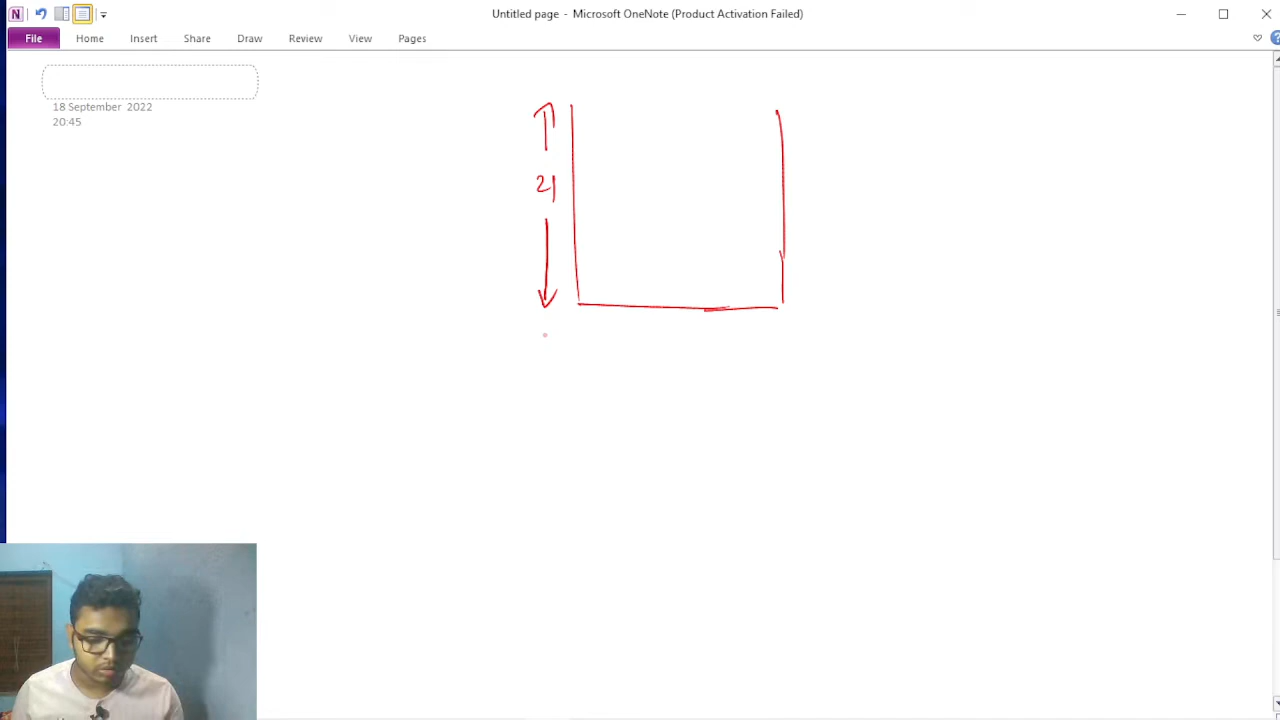 Untitled page - Microsoft OneNote (Product Activation Failed)
File Home Insert Share Draw Review View Pages
18 September 2022
20:45
21